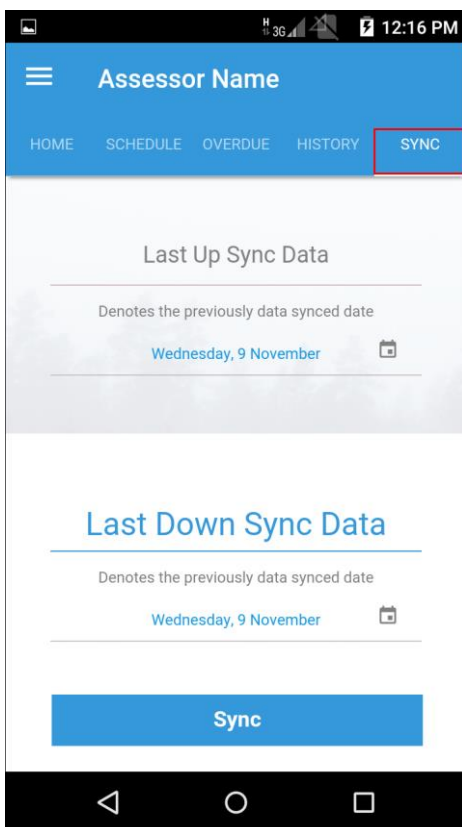 H 3G 12:16 PM
Assessor Name
HOME SCHEDULE OVERDUE HISTORY SYNC
Last Up Sync Data
Denotes the previously data synced date
Wednesday, 9 November
Last Down Sync Data
Denotes the previously data synced date
Wednesday, 9 November
Sync